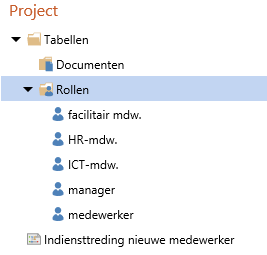 Project
Tabellen
Documenten
Rollen
facilitair mdw.
HR-mdw.
ICT-mdw.
manager
medewerker
Indiensttreding nieuwe medewerker